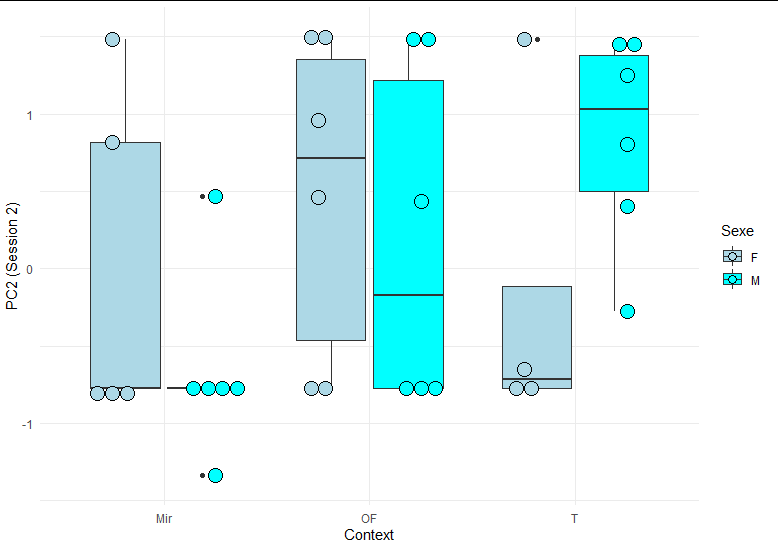 PC2 (Session 2)
1
0
-1
Mir
OF
T
Context
Sexe
F
M